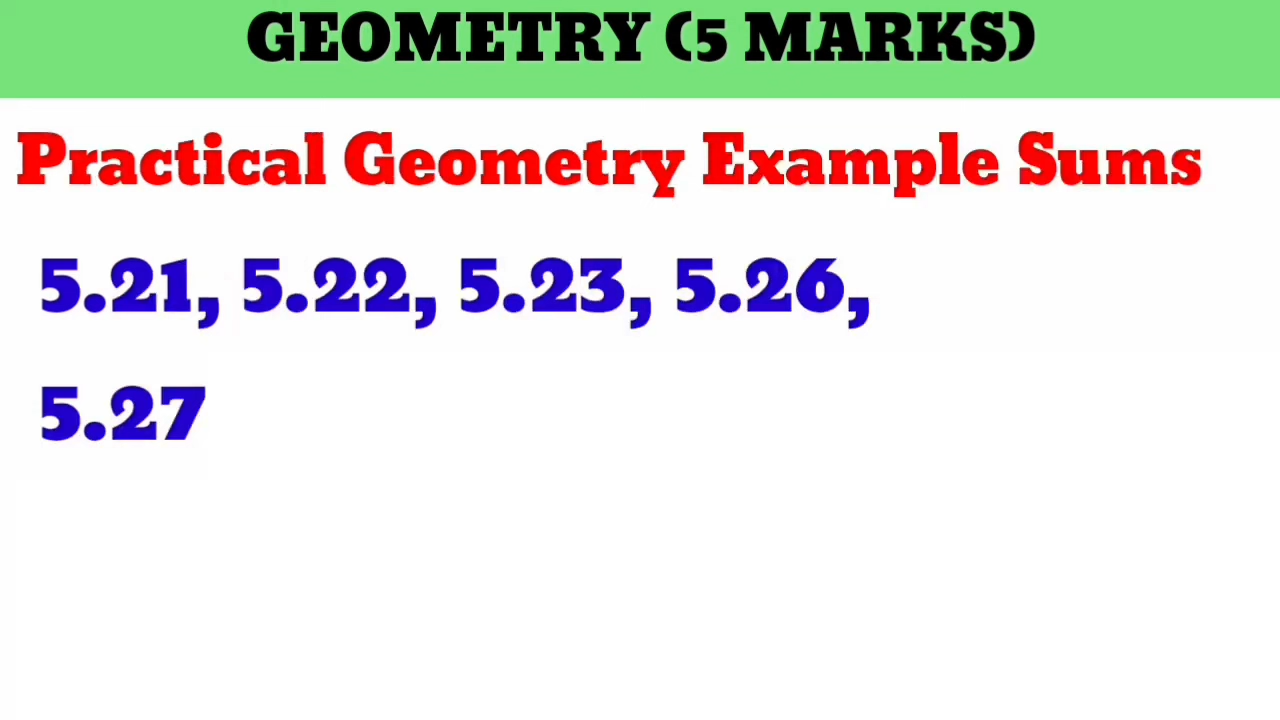 GEOMETRY (5 MARKS)
Practical Geometry Example Sums
5.21, 5.22, 5.23, 5.26,
5.27